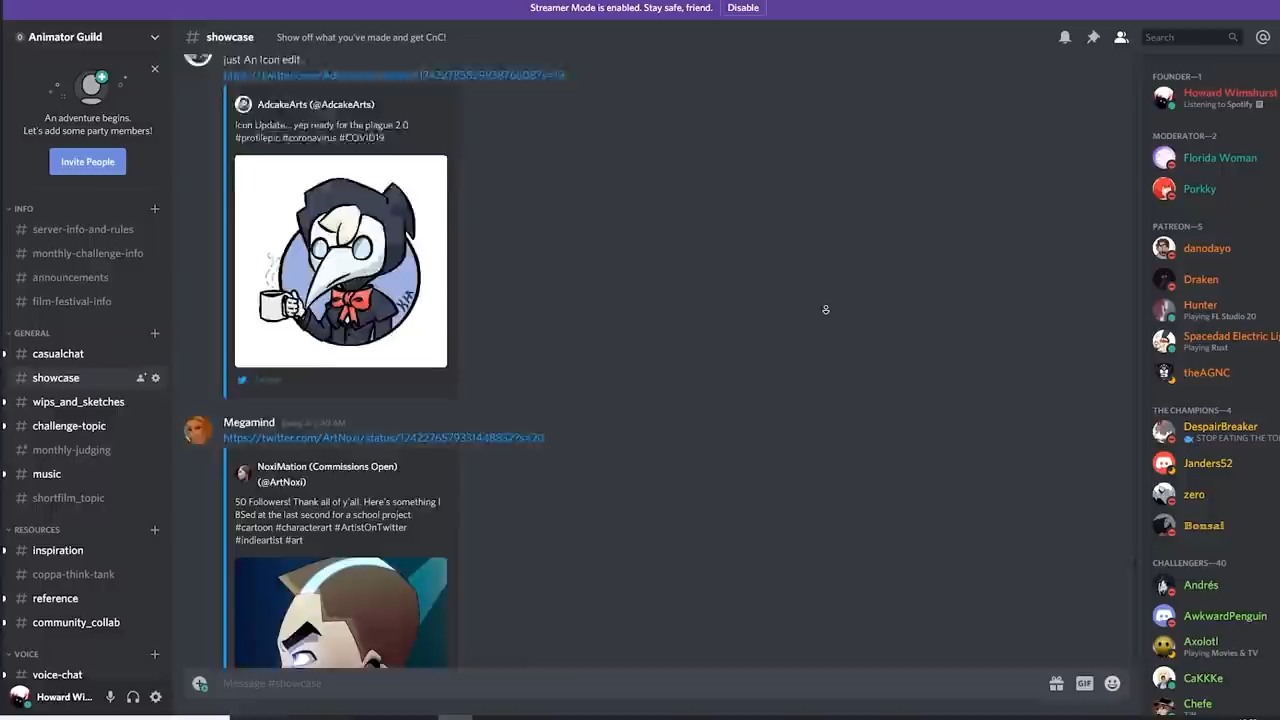 Streamer Mode is enabled. Stay safe, friend. Disable
Animator Guild
An adventure begins.
Let's add some party members!
Invite People
INFO
# server-info-and-rules
# monthly-challenge-info
# announcements
# film-festival-info
GENERAL
# casualchat
# showcase
# wips_and_sketches
# challenge-topic
# monthly-judging
# music
# shortfilm_topic
RESOURCES
# inspiration
# coppa-think-tank
# reference
# community_collab
VOICE
voice-chat
Howard Wi...
# showcase Show off what you've made and get CnC!
Search
just An Icon edit
AdcakeArts (@AdcakeArts)
Icon Update... yep ready for the plague 2.0
#profilepic #coronavirus #COVID19
Twitter
Megamind
NoxiMation (Commissions Open)
(@ArtNoxi)
50 Followers! Thank all of y'all. Here's something I
BSed at the last second for a school project.
#cartoon #characterart #ArtistOnTwitter
#indieartist #art
Message #showcase
GIF
FOUNDER—1
Howard Wimshurst
Listening to Spotify
MODERATOR—2
Florida Woman
Porkky
PATREON—5
danodayo
Draken
Hunter
Playing FL Studio 20
Spacedad Electric Li
Playing Rust
theAGNC
THE CHAMPIONS—4
DespairBreaker
STOP EATING THE TO
Janders52
zero
Bonsai
CHALLENGERS—40
Andrés
AwkwardPenguin
Axolotl
Playing Movies & TV
CaKKKe
Chefe